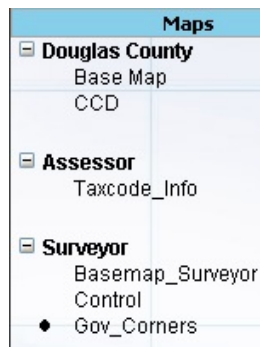 Maps
Douglas County
Base Map
CCD
Assessor
Taxcode_Info
Surveyor
Basemap_Surveyor
Control
Gov_Corners